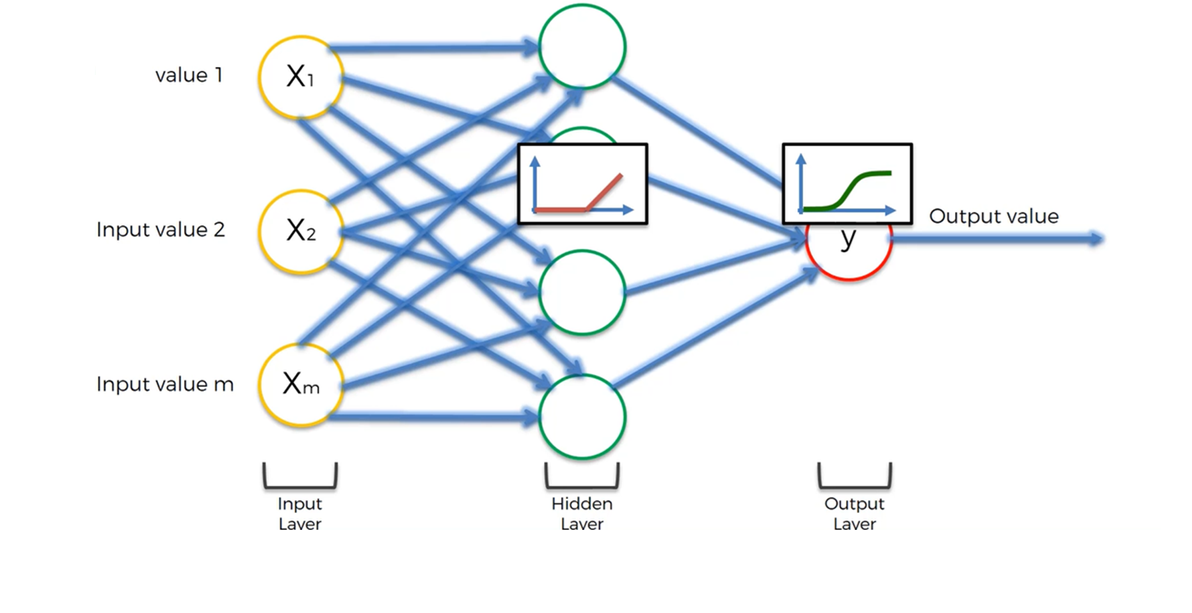 value 1
X1
Input value 2
X2
Input value m
Xm
y
Output value
Input
Layer
Hidden
Layer
Output
Layer